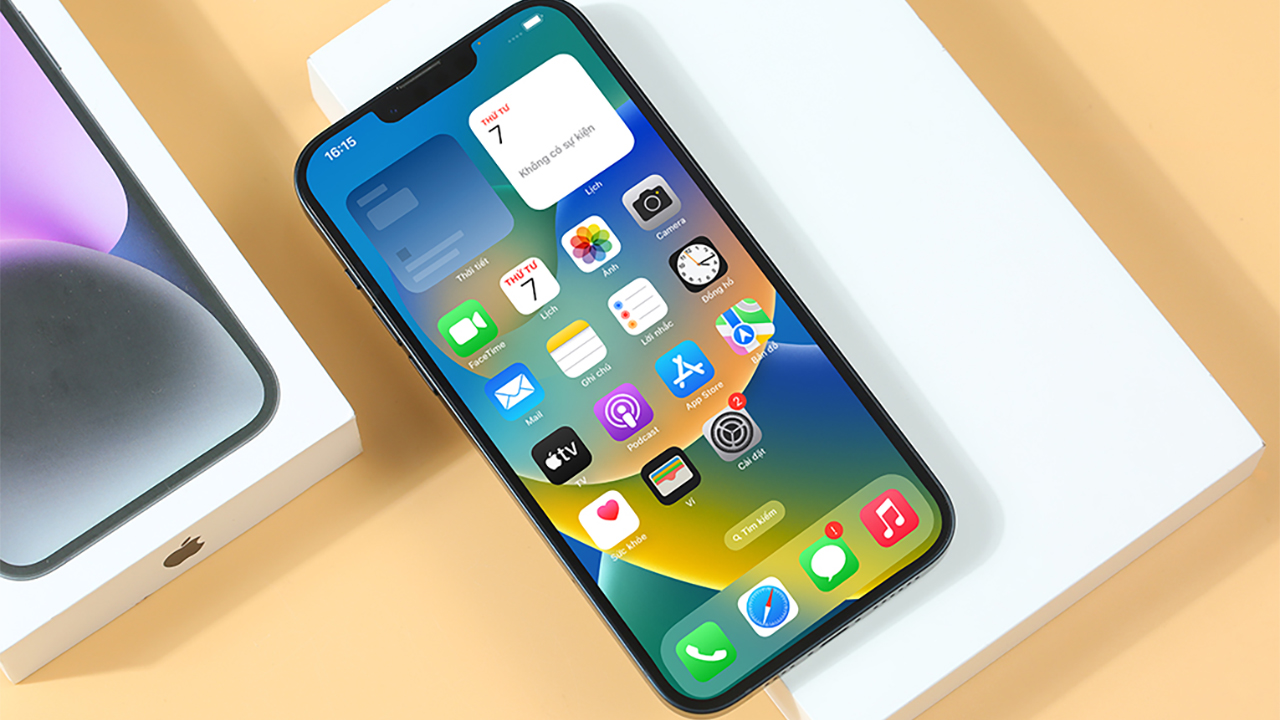 16:15
THỨ TƯ
7
Không có sự kiện
Thời tiết
Lịch
FaceTime
THỨ TƯ
7
Lịch
Ảnh
Camera
Mail
Ghi chú
Lời nhắc
Đồng hồ
tv
TV
Podcast
App Store
Bản đồ
Sức khỏe
Ví
2
Cài đặt
Tìm kiếm
!